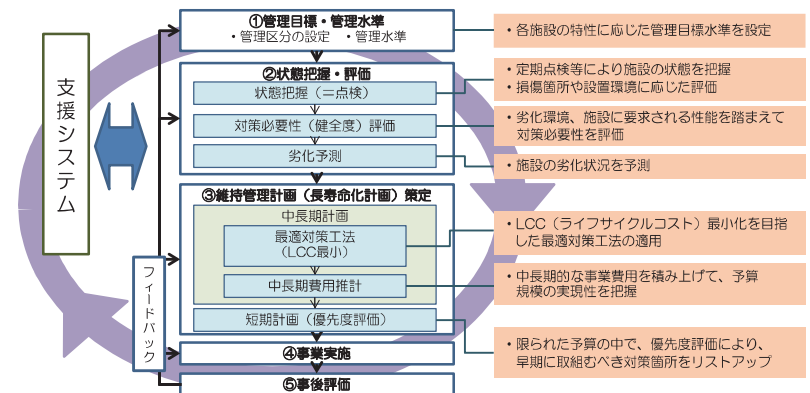 ①管理目標・管理水準
・管理区分の設定　・管理水準
②状態把握・評価
状態把握（＝点検）
対策必要性（健全度）評価
劣化予測
③維持管理計画（長寿命化計画）策定
中長期計画
最適対策工法
（LCC最小）
中長期費用推計
短期計画（優先度評価）
④事業実施
⑤事後評価
支援システム
フィードバック
・各施設の特性に応じた管理目標水準を設定
・定期点検等により施設の状態を把握
・損傷箇所や設置環境に応じた評価
・劣化環境、施設に要求される性能を踏まえて
対策必要性を評価
・施設の劣化状況を予測
・LCC（ライフサイクルコスト）最小化を目指
した最適対策工法の適用
・中長期的な事業費用を積み上げて、予算
規模の実現性を把握
・限られた予算の中で、優先度評価により、
早期に取組むべき対策箇所をリストアップ